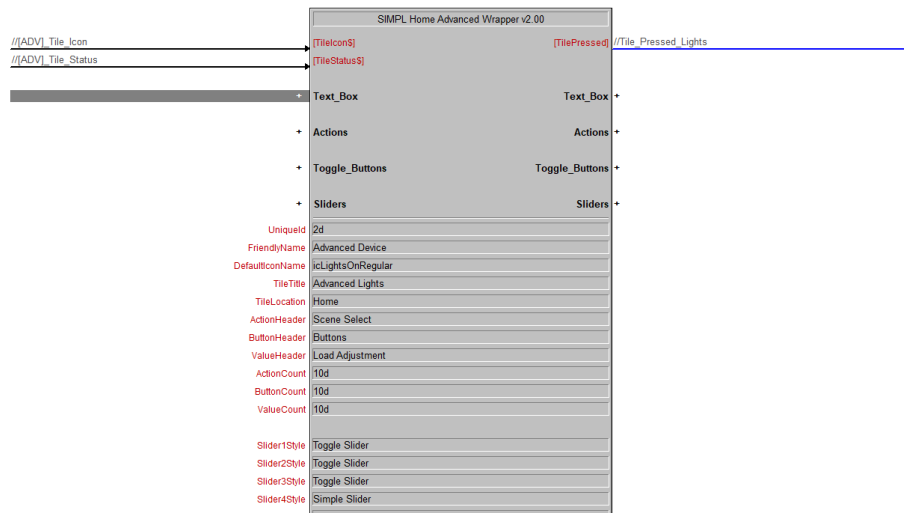 SIMPL Home Advanced Wrapper v2.00
//[ADV]_Tile_Icon [TileIcon$] [TilePressed] //Tile_Pressed_Lights
//[ADV]_Tile_Status [TileStatus$]
+ Text_Box Text_Box +
+ Actions Actions +
+ Toggle_Buttons Toggle_Buttons +
+ Sliders Sliders +
UniqueId 2d
FriendlyName Advanced Device
DefaultIconName icLightsOnRegular
TileTitle Advanced Lights
TileLocation Home
ActionHeader Scene Select
ButtonHeader Buttons
ValueHeader Load Adjustment
ActionCount 10d
ButtonCount 10d
ValueCount 10d
Slider1Style Toggle Slider
Slider2Style Toggle Slider
Slider3Style Toggle Slider
Slider4Style Simple Slider